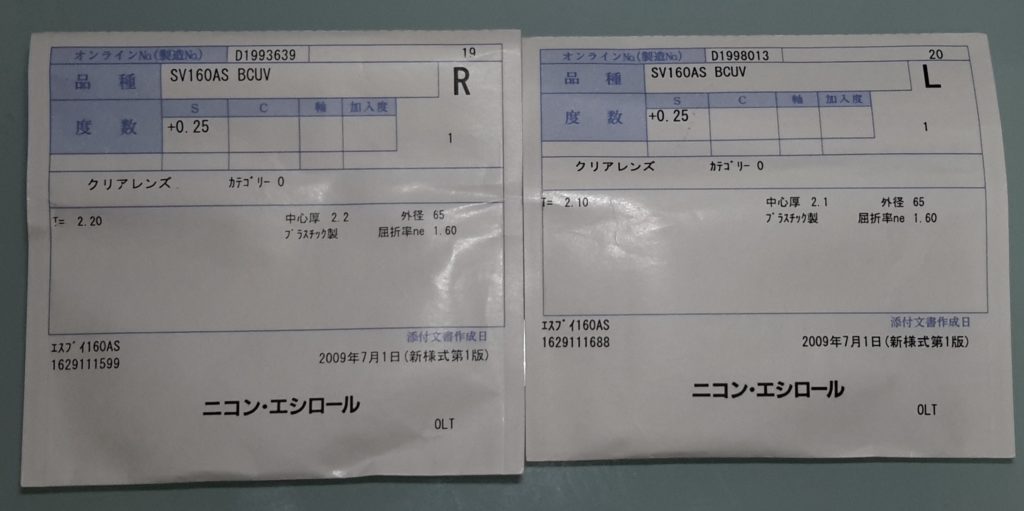 オンラインNo.(製造No.) D1993639 19
品種 SV160AS BCUV R
S C 軸 加入度
度数 +0.25 1
クリアレンズ カテゴリー 0
T= 2.20 中心厚 2.2 外径 65
プラスチック製 屈折率ne 1.60
エスブイ160AS 添付文書作成日
1629111599 2009年7月1日(新様式第1版)
ニコン・エシロール
OLT
オンラインNo.(製造No.) D1998013 20
品種 SV160AS BCUV L
S C 軸 加入度
度数 +0.25 1
クリアレンズ カテゴリー 0
T= 2.10 中心厚 2.1 外径 65
プラスチック製 屈折率ne 1.60
エスブイ160AS 添付文書作成日
1629111688 2009年7月1日(新様式第1版)
ニコン・エシロール
OLT